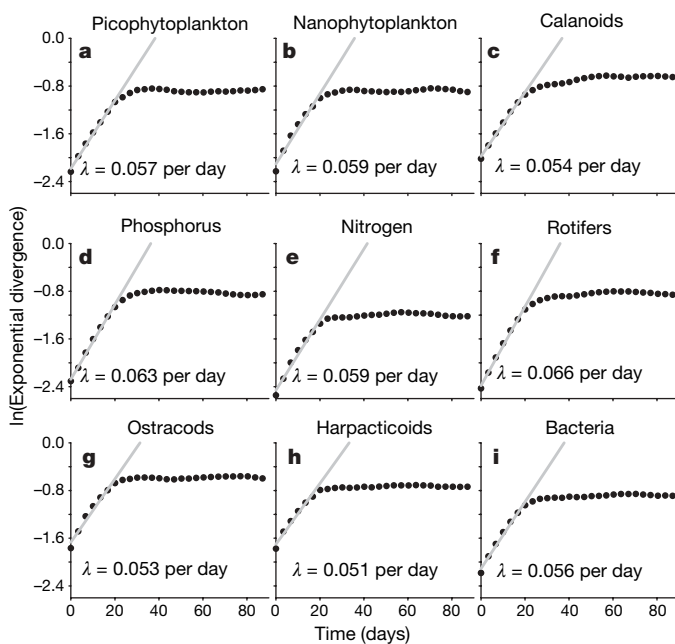 Picophytoplankton Nanophytoplankton Calanoids
0.0 a b c
−0.8
−1.6
λ = 0.057 per day λ = 0.059 per day λ = 0.054 per day
−2.4
Phosphorus Nitrogen Rotifers
0.0 d e f
−0.8
−1.6
λ = 0.063 per day λ = 0.059 per day λ = 0.066 per day
−2.4
Ostracods Harpacticoids Bacteria
0.0 g h i
−0.8
−1.6
λ = 0.053 per day λ = 0.051 per day λ = 0.056 per day
−2.4
0 20 40 60 80 0 20 40 60 80 0 20 40 60 80
Time (days)
ln(Exponential divergence)